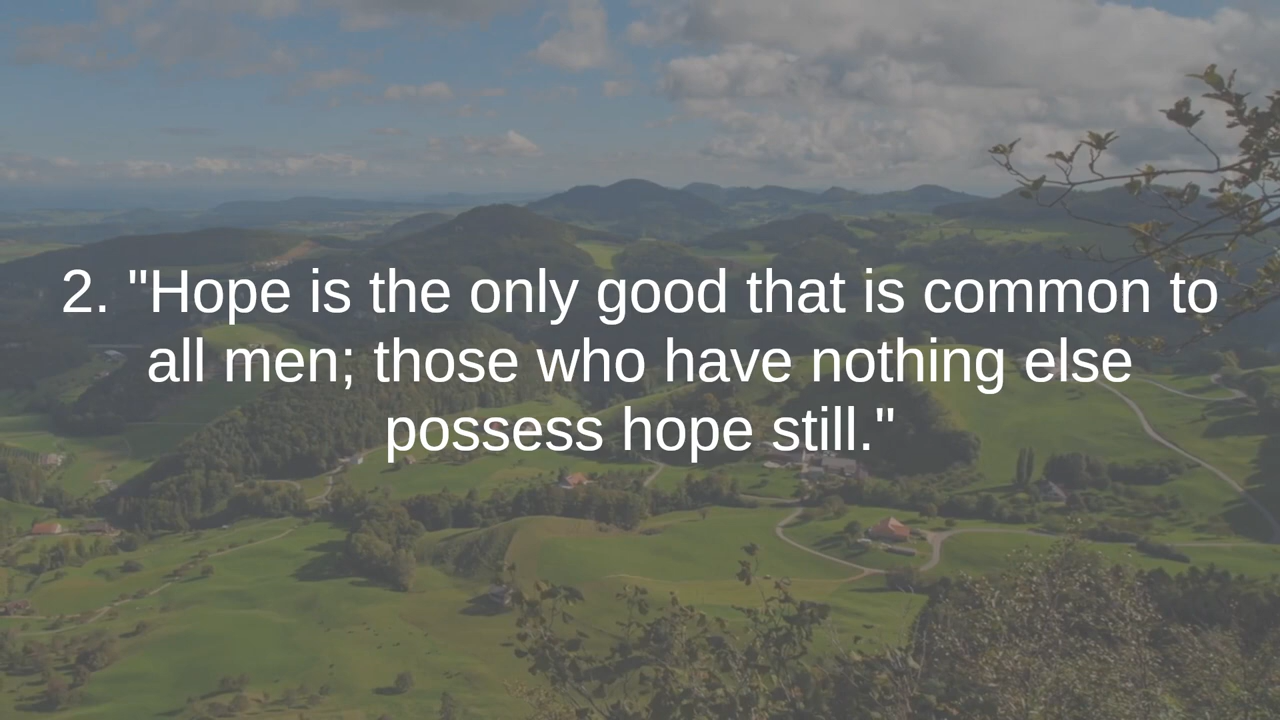 2. "Hope is the only good that is common to
all men; those who have nothing else
possess hope still."